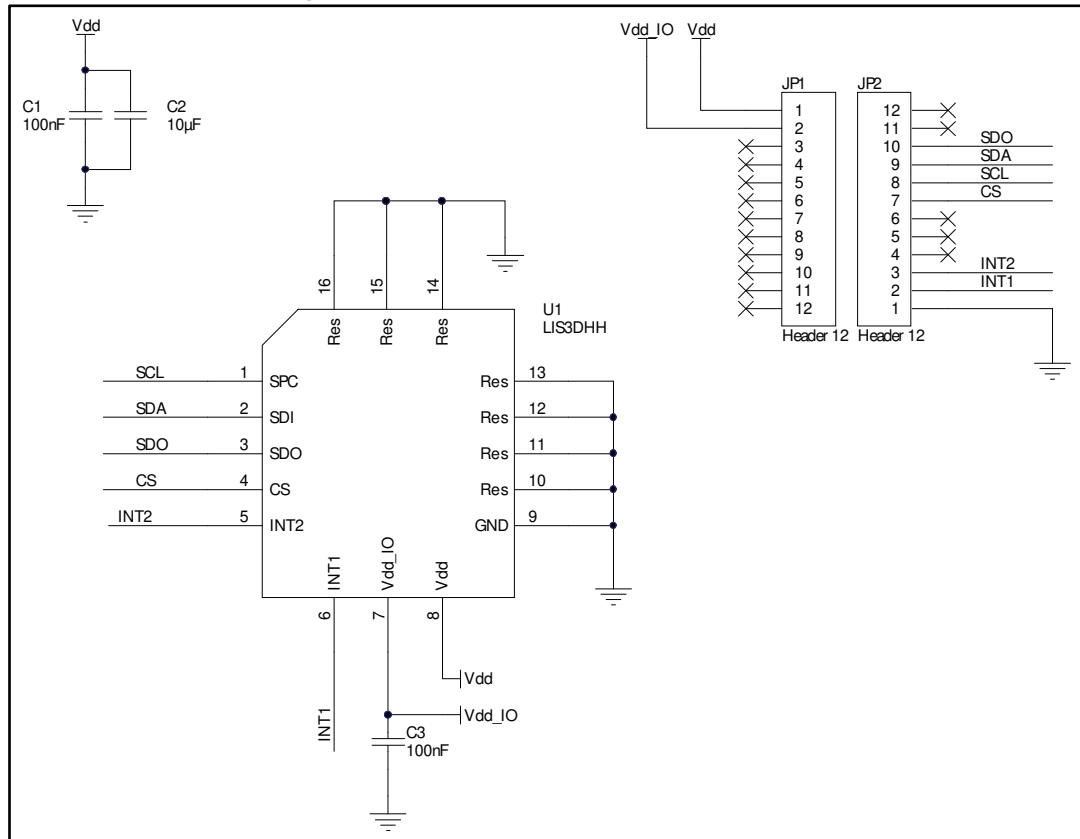 Vdd
C1
100nF
C2
10µF
Vdd_IO
Vdd
JP1
1
2
3
4
5
6
7
8
9
10
11
12
Header 12
JP2
12
11
10
9
8
7
6
5
4
3
2
1
Header 12
SDO
SDA
SCL
CS
INT2
INT1
16
15
14
Res
Res
Res
U1
LIS3DHH
SCL
1
SPC
SDA
2
SDI
SDO
3
SDO
CS
4
CS
INT2
5
INT2
Res
13
Res
12
Res
11
Res
10
GND
9
INT1
Vdd_IO
Vdd
6
7
8
INT1
Vdd
Vdd_IO
C3
100nF